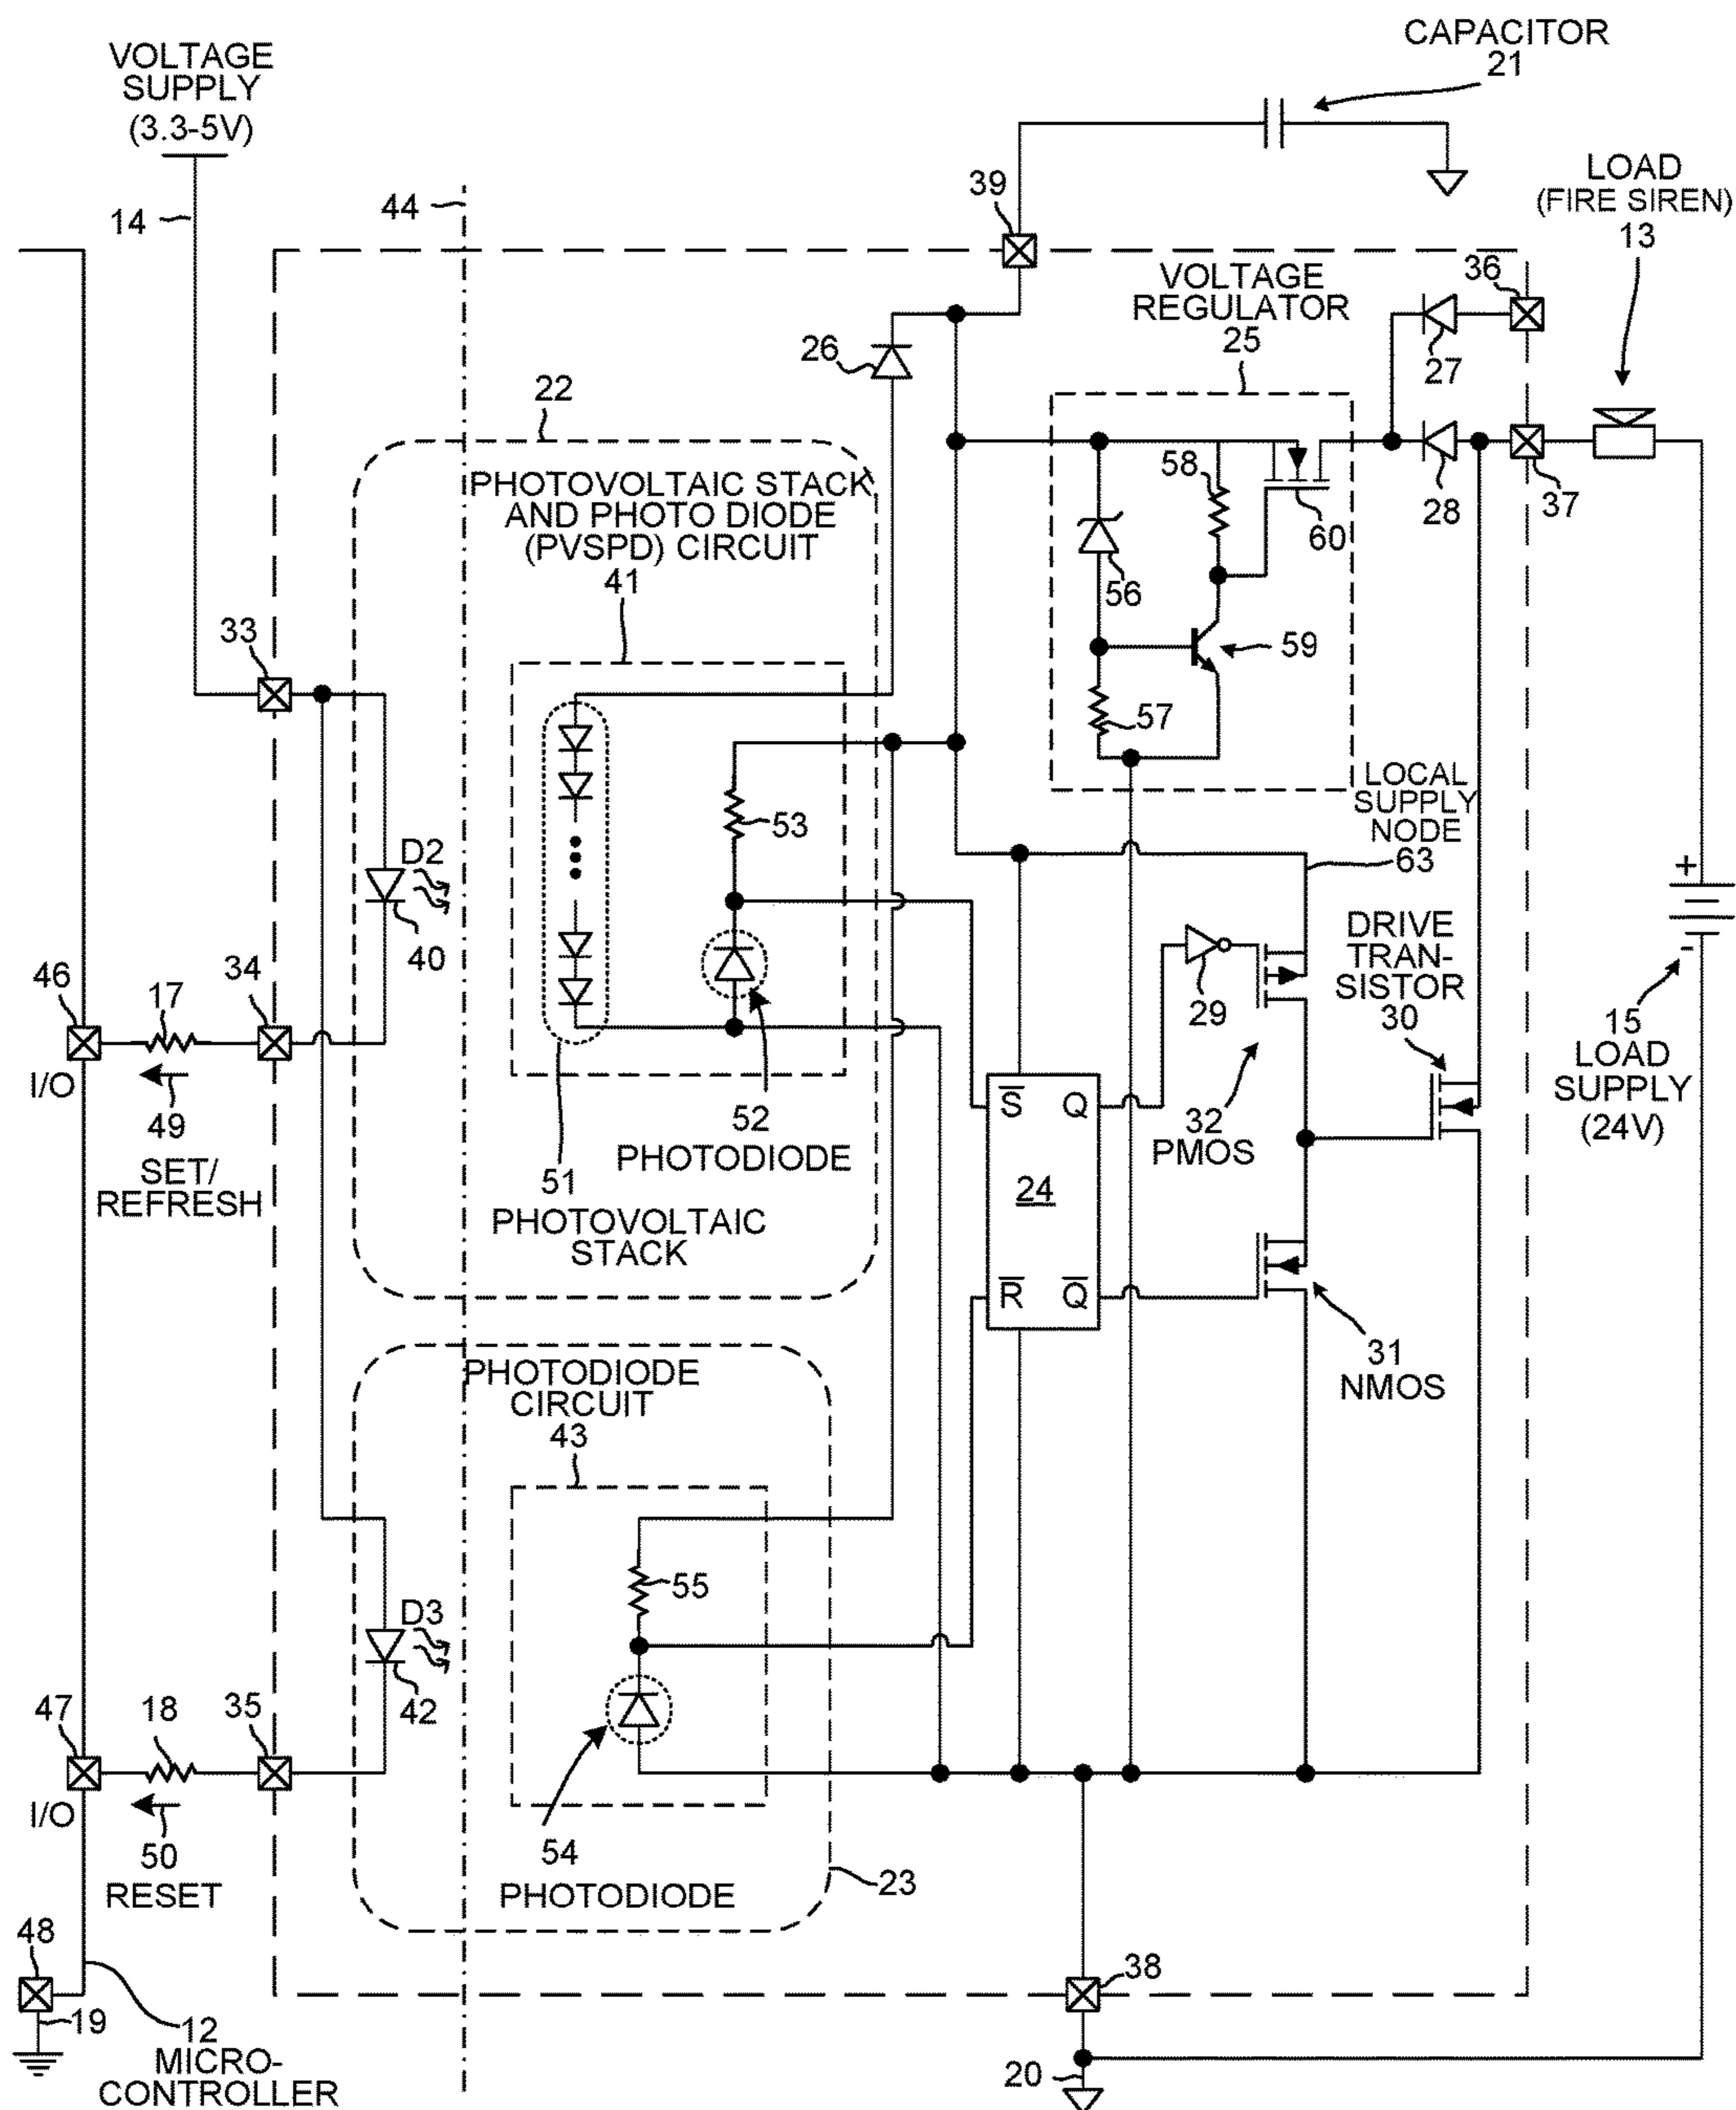 CAPACITOR
21
VOLTAGE
SUPPLY
(3.3-5V)
LOAD
(FIRE SIREN)
13
39
44
14
36
VOLTAGE
REGULATOR
25
26
27
22
58
28
37
60
PHOTOVOLTAIC STACK
AND PHOTO DIODE
(PVSPD) CIRCUIT
41
56
33
59
57
LOCAL
SUPPLY
NODE
63
53
D2
40
+
-
DRIVE
TRAN-
SISTOR
30
46
17
34
29
15
LOAD
SUPPLY
(24V)
I/O
49
SET/
REFRESH
52
PHOTODIODE
51
PHOTOVOLTAIC
STACK
S̅ Q
32
PMOS
24
R̅ Q̅
31
NMOS
PHOTODIODE
CIRCUIT
43
55
D3
42
47
18
35
I/O
50
RESET
54
PHOTODIODE
23
48
38
19
12
MICRO-
CONTROLLER
20